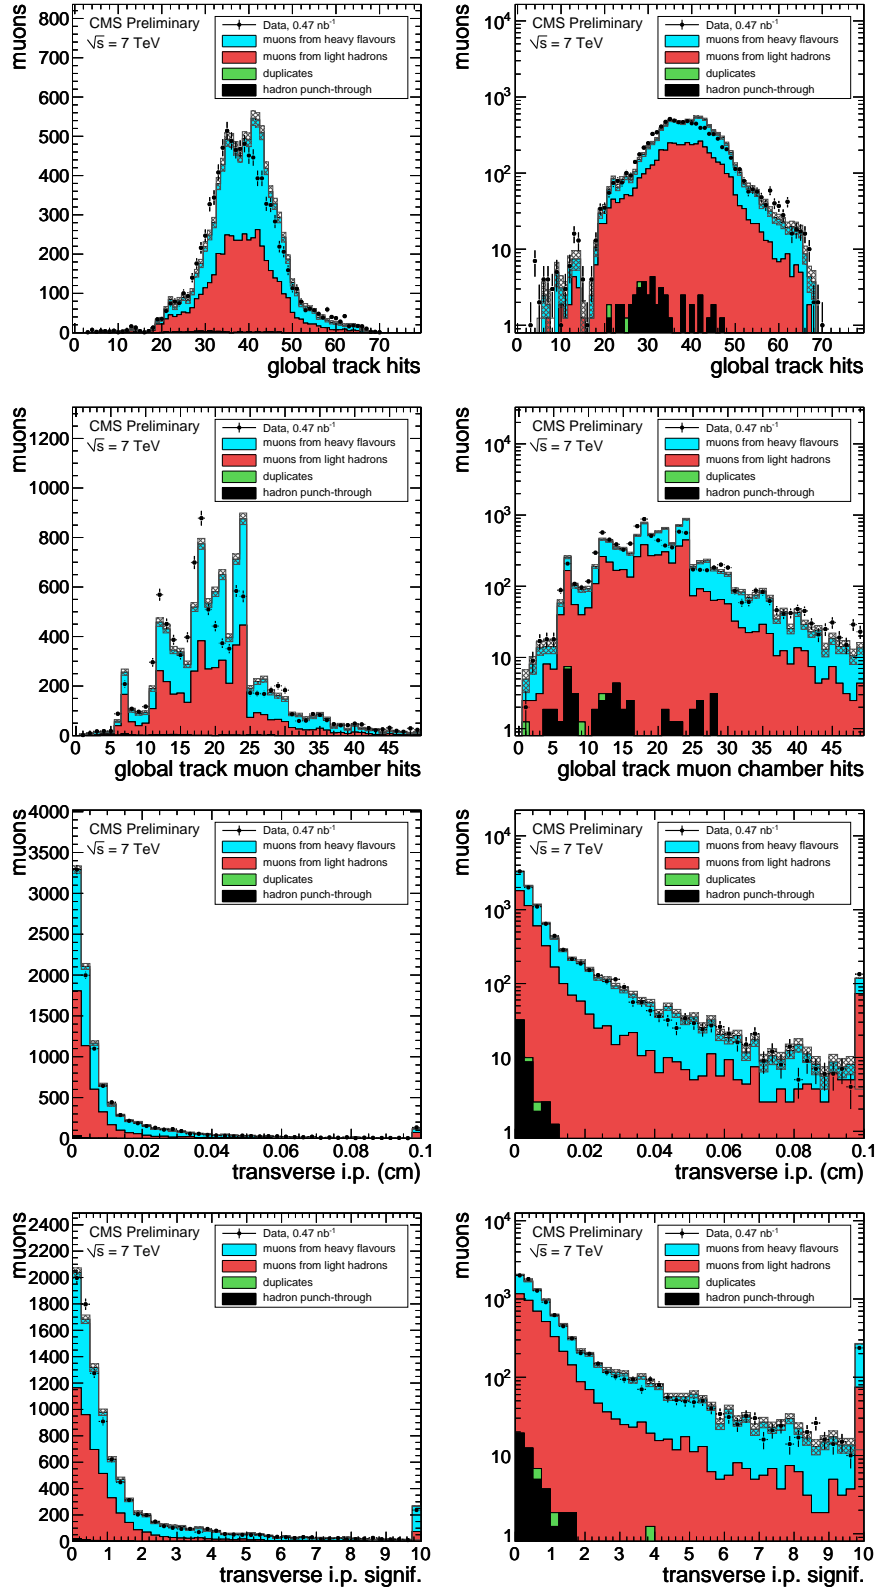 muons
800
700
600
500
400
300
200
100
0
CMS Preliminary
√s = 7 TeV
Data, 0.47 nb⁻¹
muons from heavy flavours
muons from light hadrons
duplicates
hadron punch-through
0 10 20 30 40 50 60 70
global track hits
muons
10⁴
10³
10²
10
1
CMS Preliminary
√s = 7 TeV
Data, 0.47 nb⁻¹
muons from heavy flavours
muons from light hadrons
duplicates
hadron punch-through
0 10 20 30 40 50 60 70
global track hits
muons
1200
1000
800
600
400
200
0
CMS Preliminary
√s = 7 TeV
Data, 0.47 nb⁻¹
muons from heavy flavours
muons from light hadrons
duplicates
hadron punch-through
0 5 10 15 20 25 30 35 40 45
global track muon chamber hits
muons
10⁴
10³
10²
10
1
CMS Preliminary
√s = 7 TeV
Data, 0.47 nb⁻¹
muons from heavy flavours
muons from light hadrons
duplicates
hadron punch-through
0 5 10 15 20 25 30 35 40 45
global track muon chamber hits
muons
4000
3500
3000
2500
2000
1500
1000
500
0
CMS Preliminary
√s = 7 TeV
Data, 0.47 nb⁻¹
muons from heavy flavours
muons from light hadrons
duplicates
hadron punch-through
0 0.02 0.04 0.06 0.08 0.1
transverse i.p. (cm)
muons
10⁴
10³
10²
10
1
CMS Preliminary
√s = 7 TeV
Data, 0.47 nb⁻¹
muons from heavy flavours
muons from light hadrons
duplicates
hadron punch-through
0 0.02 0.04 0.06 0.08 0.1
transverse i.p. (cm)
muons
2400
2200
2000
1800
1600
1400
1200
1000
800
600
400
200
0
CMS Preliminary
√s = 7 TeV
Data, 0.47 nb⁻¹
muons from heavy flavours
muons from light hadrons
duplicates
hadron punch-through
0 1 2 3 4 5 6 7 8 9 10
transverse i.p. signif.
muons
10⁴
10³
10²
10
1
CMS Preliminary
√s = 7 TeV
Data, 0.47 nb⁻¹
muons from heavy flavours
muons from light hadrons
duplicates
hadron punch-through
0 1 2 3 4 5 6 7 8 9 10
transverse i.p. signif.